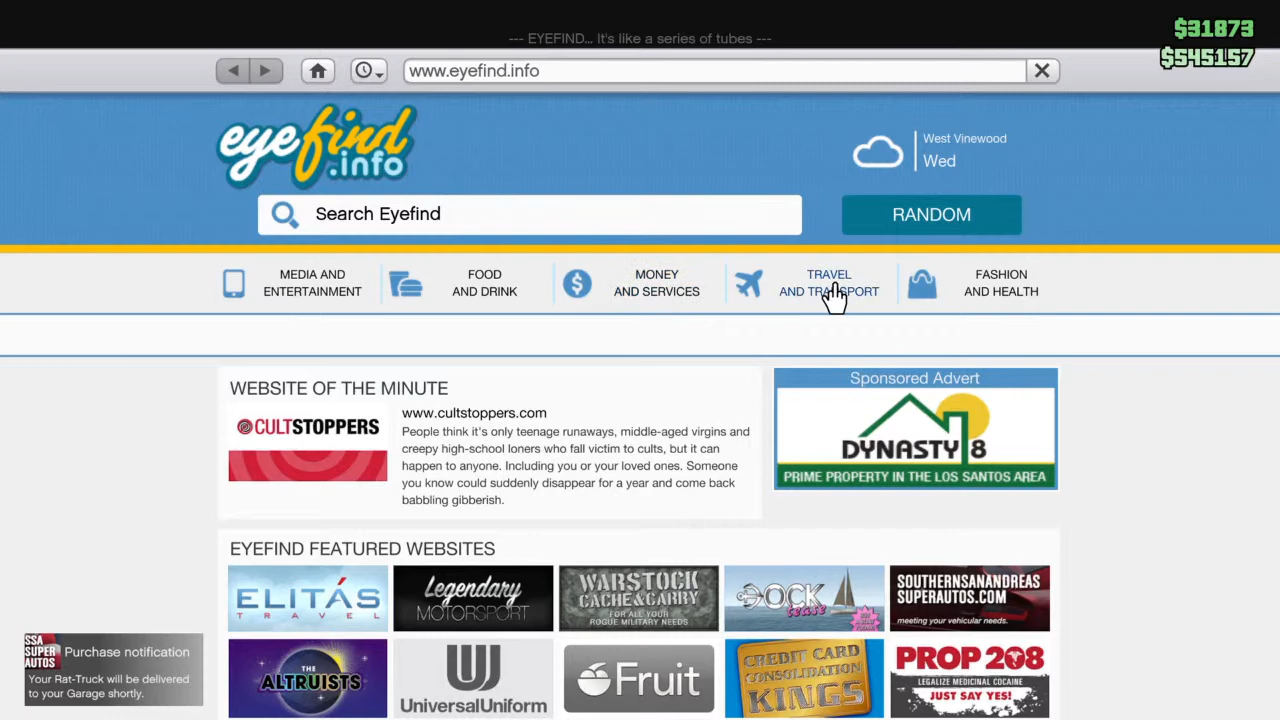 --- EYEFIND... It's like a series of tubes ---
$31873
$545157
www.eyefind.info
eyefind
.info
West Vinewood
Wed
Search Eyefind
RANDOM
MEDIA AND
ENTERTAINMENT
FOOD
AND DRINK
MONEY
AND SERVICES
TRAVEL
AND TRANSPORT
FASHION
AND HEALTH
WEBSITE OF THE MINUTE
CULTSTOPPERS
www.cultstoppers.com
People think it's only teenage runaways, middle-aged virgins and
creepy high-school loners who fall victim to cults, but it can
happen to anyone. Including you or your loved ones. Someone
you know could suddenly disappear for a year and come back
babbling gibberish.
Sponsored Advert
DYNASTY 8
PRIME PROPERTY IN THE LOS SANTOS AREA
EYEFIND FEATURED WEBSITES
ELITÁS
TRAVEL
Legendary
MOTORSPORT
WARSTOCK
CACHE & CARRY
FOR ALL YOUR
ROGUE MILITARY NEEDS
DOCK
tease
SOUTHERNSANANDREAS
SUPERAUTOS.COM
meeting your vehicular needs.
THE
ALTRUISTS
UniversalUniform
Fruit
CREDIT CARD
CONSOLIDATION
KINGS
PROP 208
LEGALIZE MEDICINAL COCAINE
JUST SAY YES!
SSA
SUPER
AUTOS
Purchase notification
Your Rat-Truck will be delivered
to your Garage shortly.